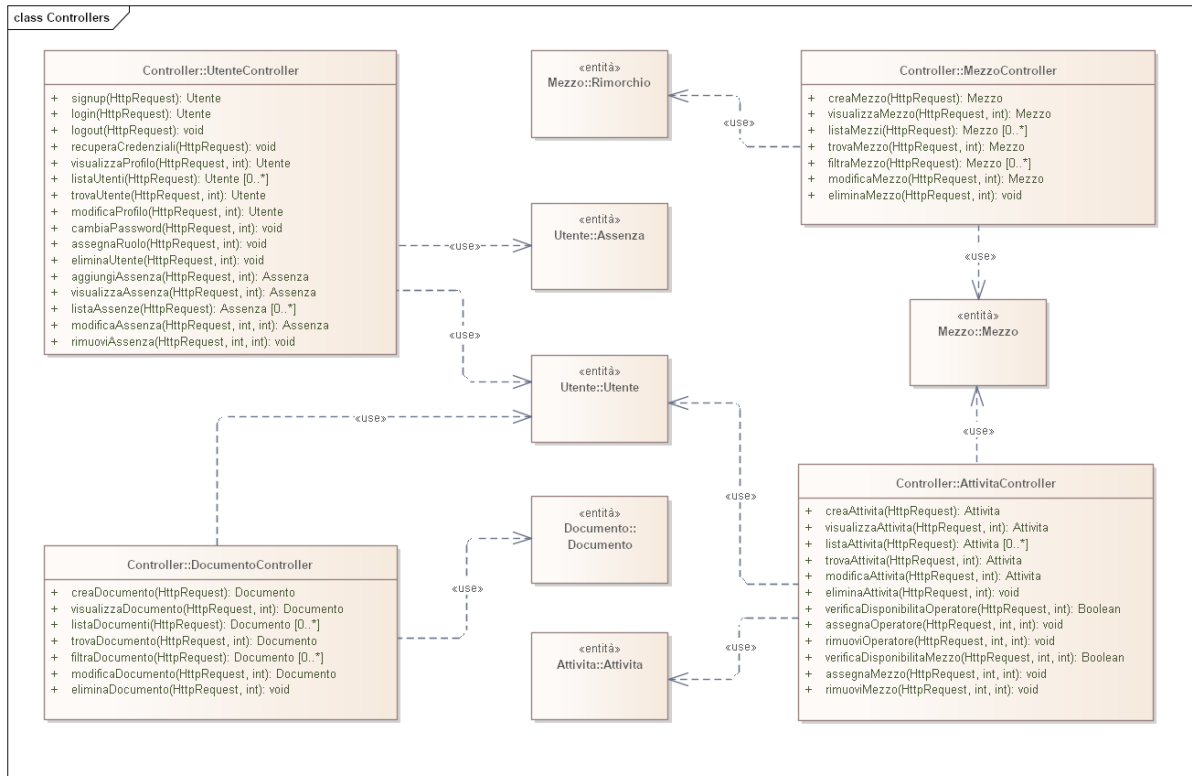 class Controllers
Controller::UtenteController
+ signup(HttpRequest): Utente
+ login(HttpRequest): Utente
+ logout(HttpRequest): void
+ recuperaCredenziali(HttpRequest): void
+ visualizzaProfilo(HttpRequest, int): Utente
+ listaUtenti(HttpRequest): Utente [0..*]
+ trovaUtente(HttpRequest, int): Utente
+ modificaProfilo(HttpRequest, int): Utente
+ cambiaPassword(HttpRequest, int): void
+ assegnaRuolo(HttpRequest, int): void
+ eliminaUtente(HttpRequest, int): void
+ aggiungiAssenza(HttpRequest, int): Assenza
+ visualizzaAssenza(HttpRequest, int): Assenza
+ listaAssenze(HttpRequest, int): Assenza [0..*]
+ modificaAssenza(HttpRequest, int, int): Assenza
+ rimuoviAssenza(HttpRequest, int, int): void
«entità»
Mezzo::Rimorchio
«use»
Controller::MezzoController
+ creaMezzo(HttpRequest): Mezzo
+ visualizzaMezzo(HttpRequest, int): Mezzo
+ listaMezzi(HttpRequest): Mezzo [0..*]
+ trovaMezzo(HttpRequest, int): Mezzo
+ filtraMezzo(HttpRequest): Mezzo [0..*]
+ modificaMezzo(HttpRequest, int): Mezzo
+ eliminaMezzo(HttpRequest, int): void
«use»
«entità»
Utente::Assenza
«use»
«entità»
Mezzo::Mezzo
«use»
«entità»
Utente::Utente
«use»
«use»
«use»
Controller::AttivitaController
+ creaAttivita(HttpRequest): Attivita
+ visualizzaAttivita(HttpRequest, int): Attivita
+ listaAttivita(HttpRequest): Attivita [0..*]
+ trovaAttivita(HttpRequest, int): Attivita
+ modificaAttivita(HttpRequest, int): Attivita
+ eliminaAttivita(HttpRequest, int): void
+ verificaDisponibilitaOperatore(HttpRequest, int): Boolean
+ assegnaOperatore(HttpRequest, int, int): void
+ rimuoviOperatore(HttpRequest, int, int): void
+ verificaDisponibilitaMezzo(HttpRequest, int, int): Boolean
+ assegnaMezzo(HttpRequest, int, int): void
+ rimuoviMezzo(HttpRequest, int, int): void
«use»
«entità»
Documento::
Documento
«use»
Controller::DocumentoController
+ creaDocumento(HttpRequest): Documento
+ visualizzaDocumento(HttpRequest, int): Documento
+ listaDocumenti(HttpRequest): Documento [0..*]
+ trovaDocumento(HttpRequest, int): Documento
+ filtraDocumento(HttpRequest): Documento [0..*]
+ modificaDocumento(HttpRequest, int): Documento
+ eliminaDocumento(HttpRequest, int): void
«entità»
Attivita::Attivita